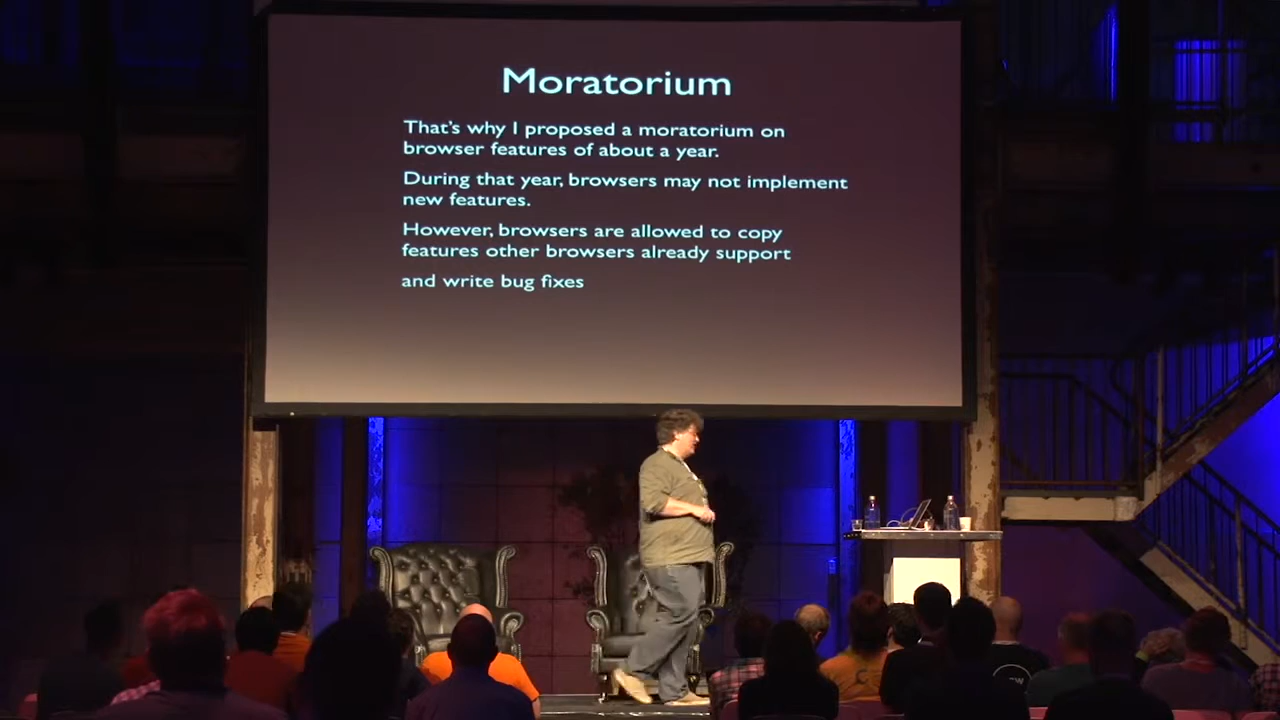 Moratorium
That's why I proposed a moratorium on
browser features of about a year.
During that year, browsers may not implement
new features.
However, browsers are allowed to copy
features other browsers already support
and write bug fixes